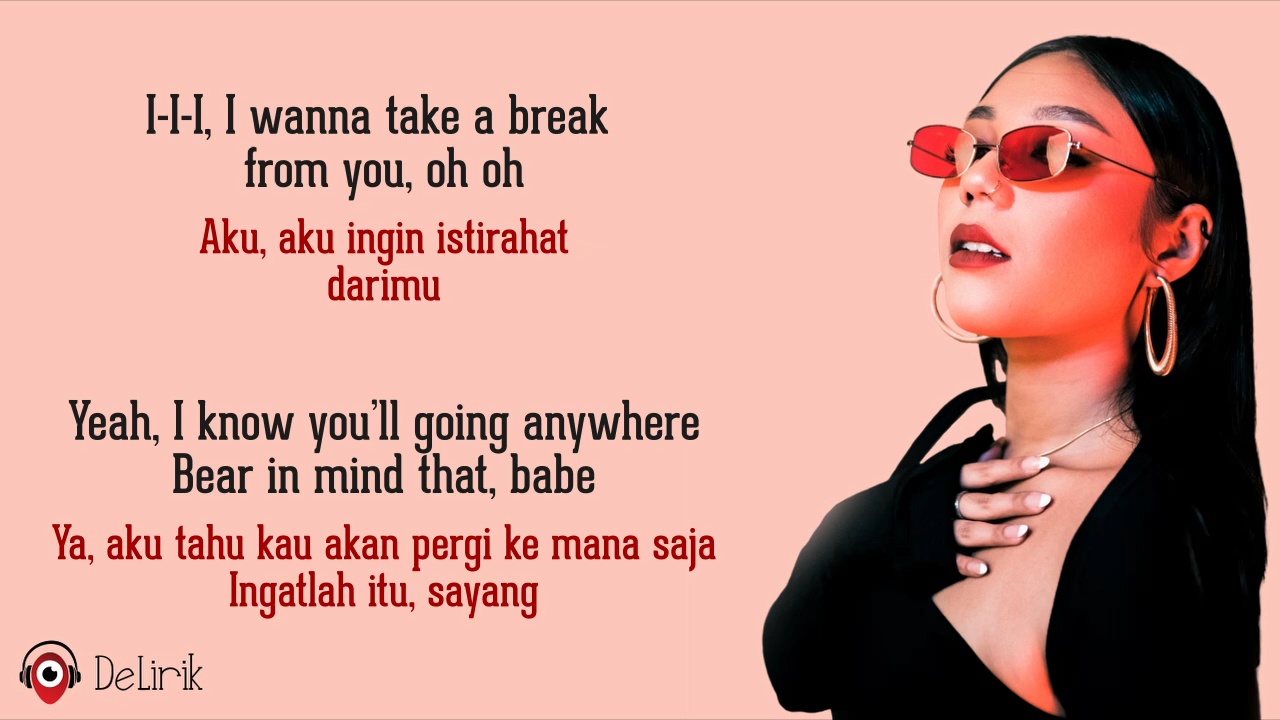 I-I-I, I wanna take a break
from you, oh oh
Aku, aku ingin istirahat
darimu
Yeah, I know you’ll going anywhere
Bear in mind that, babe
Ya, aku tahu kau akan pergi ke mana saja
Ingatlah itu, sayang
DeLirik